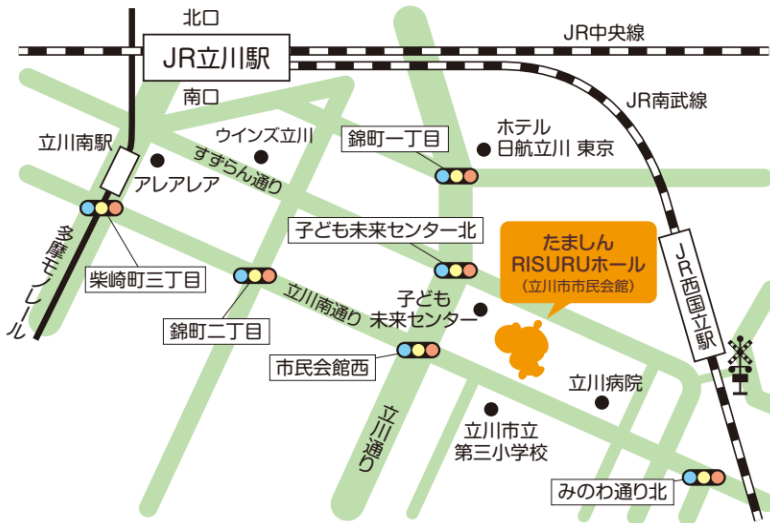 北口
JR中央線
JR立川駅
南口
JR南武線
立川南駅
ウインズ立川
錦町一丁目
ホテル
日航立川 東京
アレアレア
すずらん通り
子ども未来センター北
たましん
RISURUホール
(立川市市民会館)
多摩モノレール
柴崎町三丁目
立川南通り
子ども
未来センター
JR西国立駅
錦町二丁目
市民会館西
立川病院
立川通り
立川市立
第三小学校
みのわ通り北